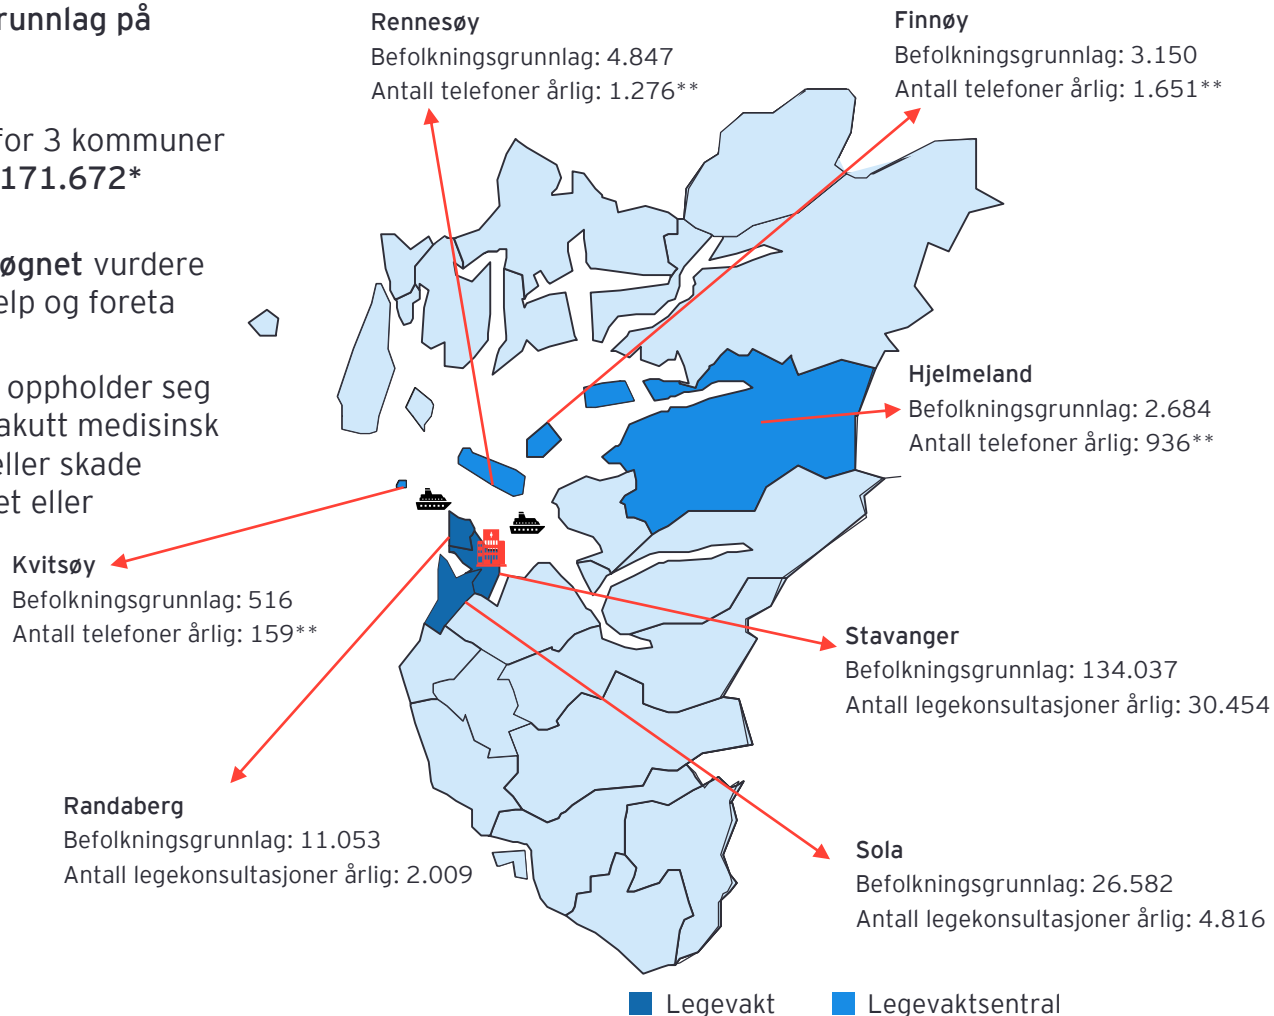 runnlag på
for 3 kommuner
171.672*
øgnet vurdere
elp og foreta
oppholder seg
akutt medisinsk
eller skade
et eller
Rennesøy
Befolkningsgrunnlag: 4.847
Antall telefoner årlig: 1.276**
Finnøy
Befolkningsgrunnlag: 3.150
Antall telefoner årlig: 1.651**
Hjelmeland
Befolkningsgrunnlag: 2.684
Antall telefoner årlig: 936**
Kvitsøy
Befolkningsgrunnlag: 516
Antall telefoner årlig: 159**
Stavanger
Befolkningsgrunnlag: 134.037
Antall legekonsultasjoner årlig: 30.454
Randaberg
Befolkningsgrunnlag: 11.053
Antall legekonsultasjoner årlig: 2.009
Sola
Befolkningsgrunnlag: 26.582
Antall legekonsultasjoner årlig: 4.816
Legevakt
Legevaktsentral